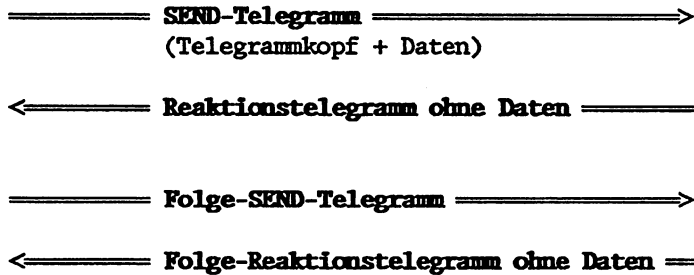 SEND-Telegramm
(Telegrammkopf + Daten)
Reaktionstelegramm ohne Daten
Folge-SEND-Telegramm
Folge-Reaktionstelegramm ohne Daten